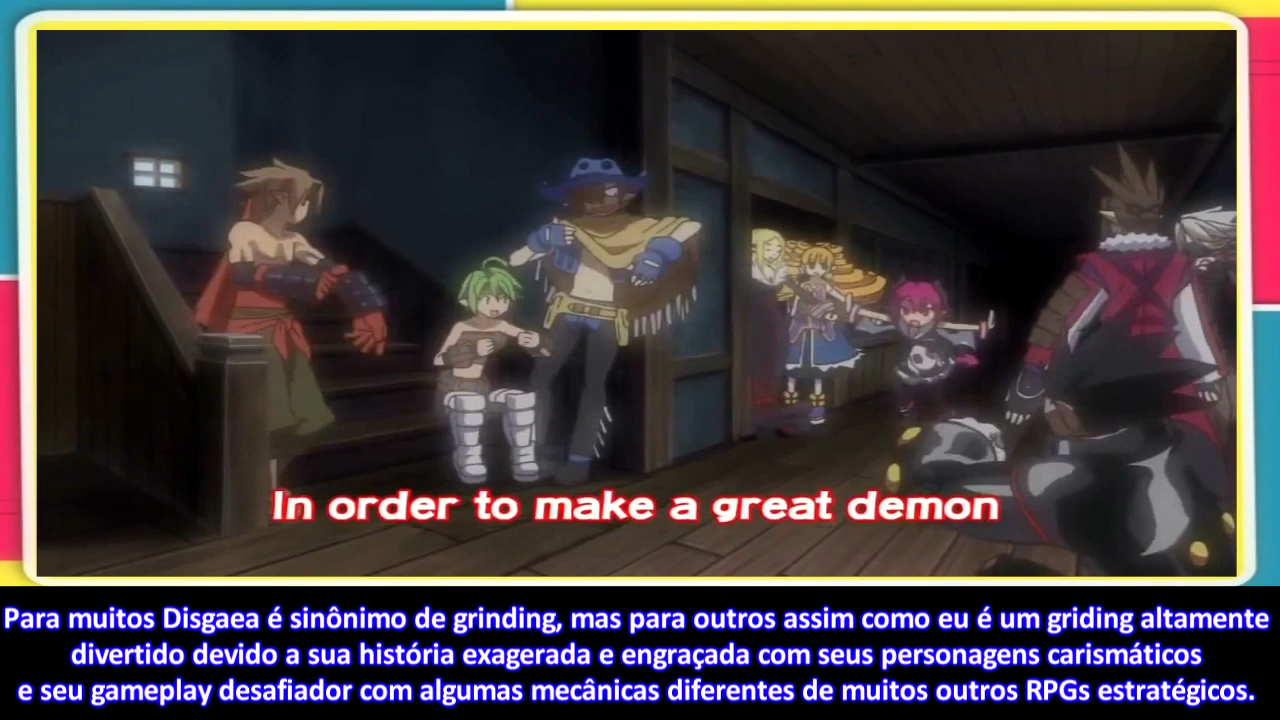 In order to make a great demon
Para muitos Disgaea é sinônimo de grinding, mas para outros assim como eu é um griding altamente
divertido devido a sua história exagerada e engraçada com seus personagens carismáticos
e seu gameplay desafiador com algumas mecânicas diferentes de muitos outros RPGs estratégicos.